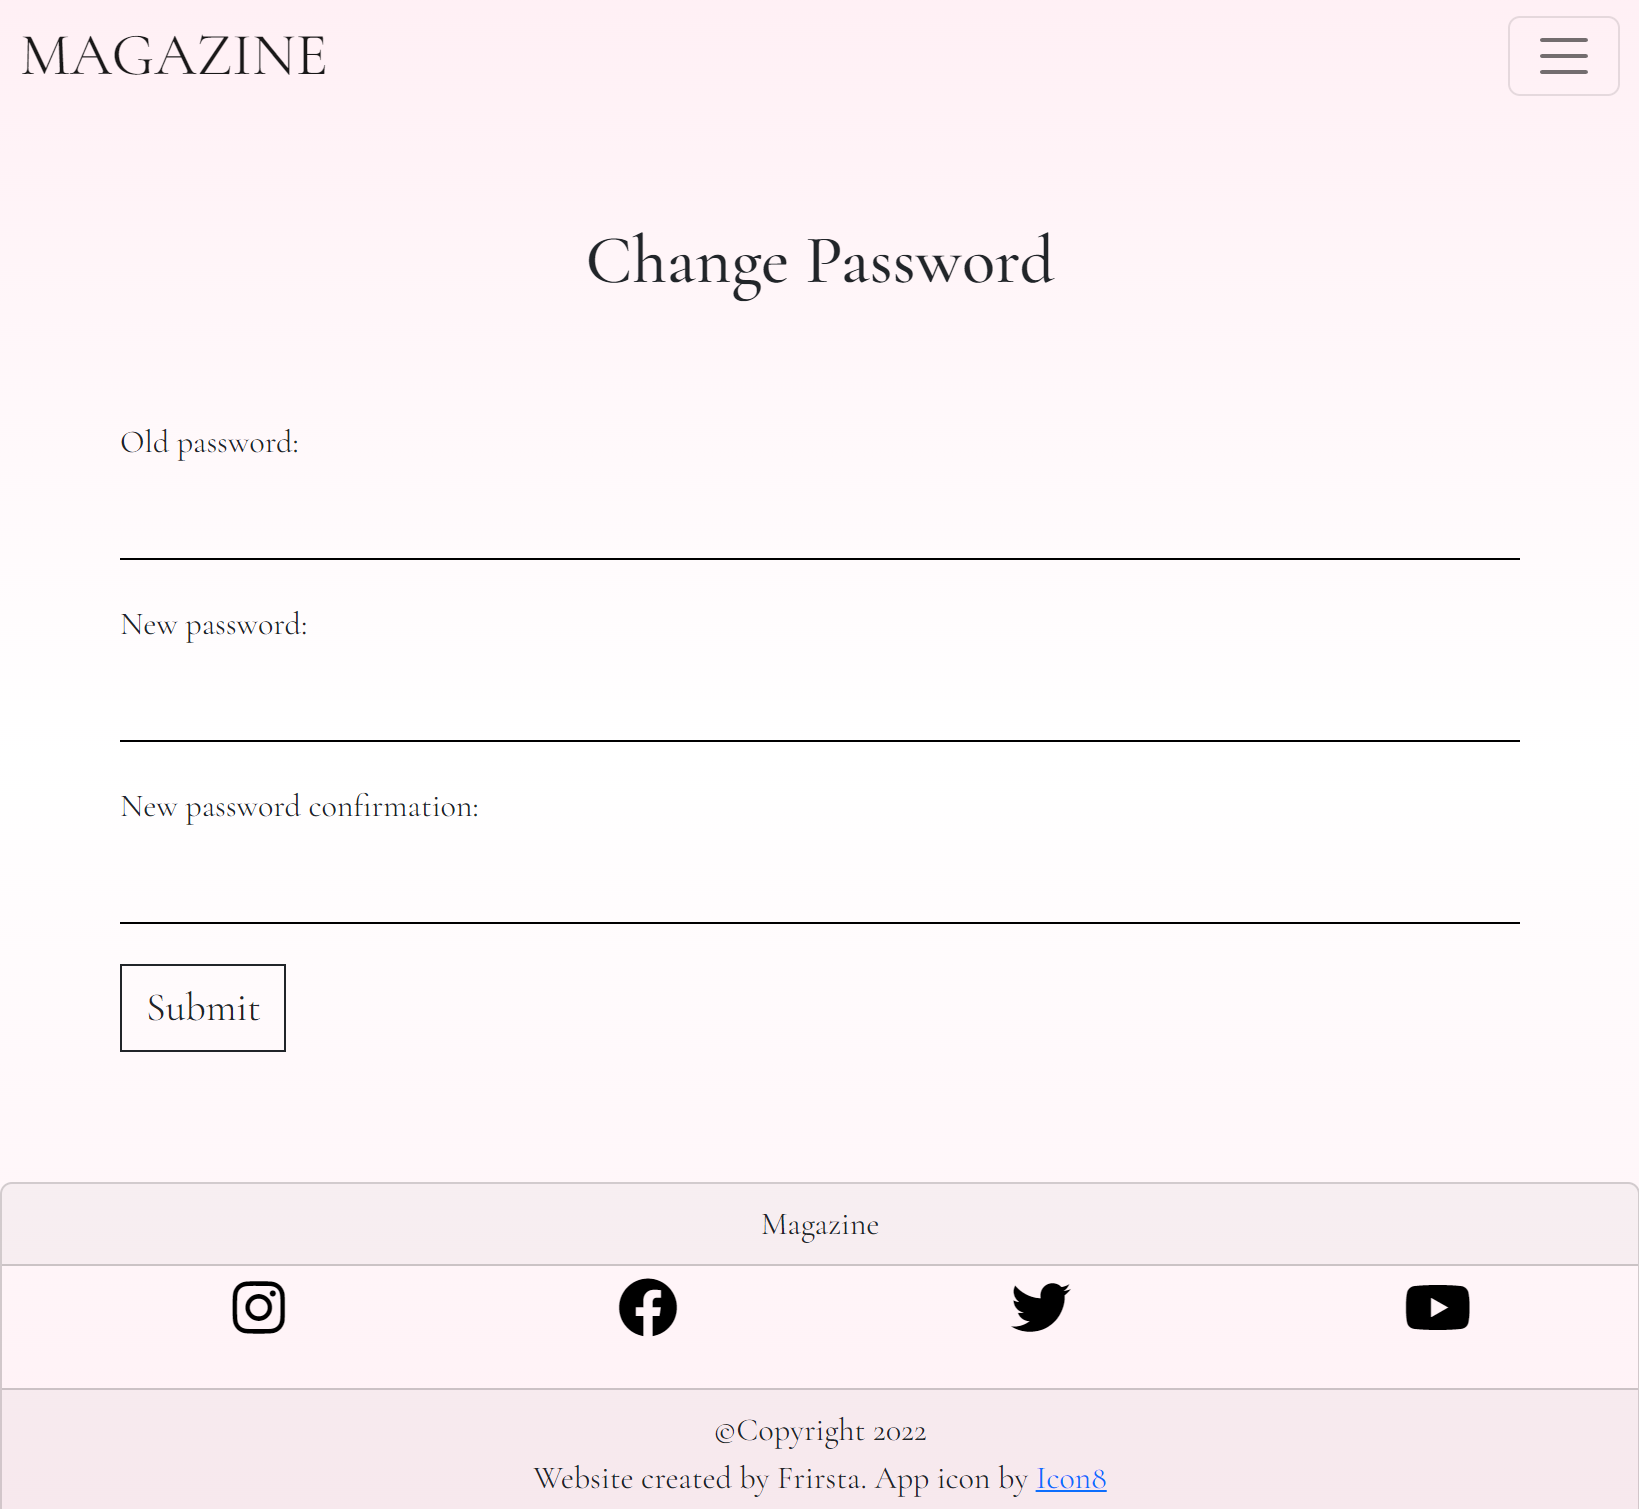 MAGAZINE
Change Password
Old password:
New password:
New password confirmation:
Submit
Magazine
©Copyright 2022
Website created by Frirsta. App icon by Icon8